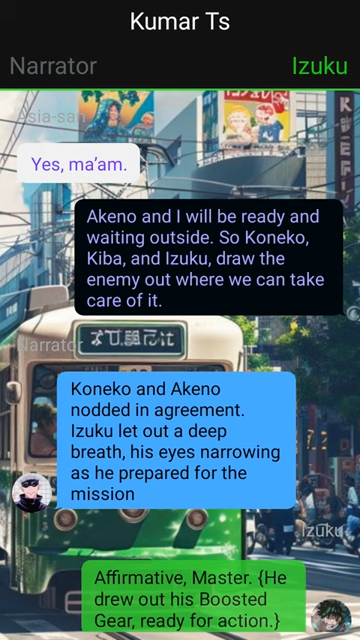 Kumar Ts
Narrator
Izuku
Asia-san
Yes, ma’am.
Akeno and I will be ready and
waiting outside. So Koneko,
Kiba, and Izuku, draw the
enemy out where we can take
care of it.
Narrator
Koneko and Akeno
nodded in agreement.
Izuku let out a deep
breath, his eyes narrowing
as he prepared for the
mission
Izuku
Affirmative, Master. {He
drew out his Boosted
Gear, ready for action.}